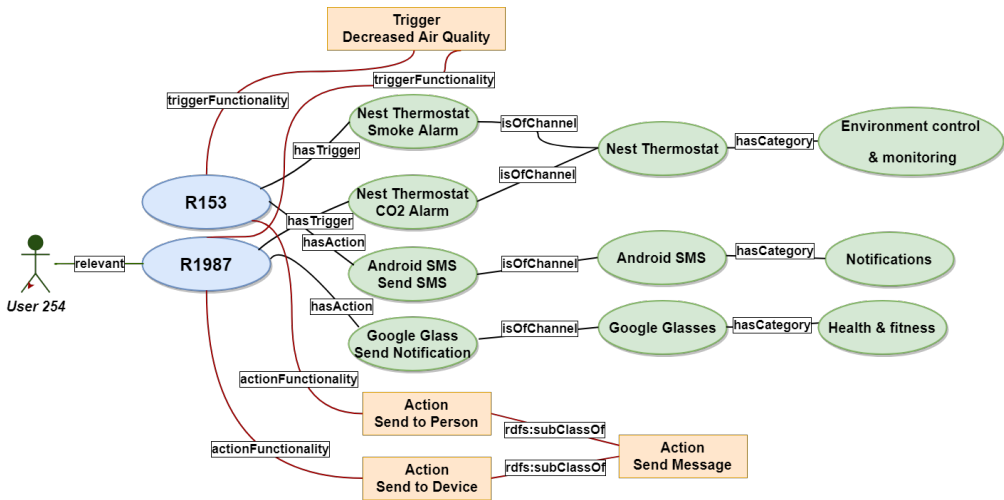 Trigger
Decreased Air Quality
triggerFunctionality
triggerFunctionality
Nest Thermostat
Smoke Alarm
isOfChannel
hasTrigger
Nest Thermostat
hasCategory
Environment control
& monitoring
isOfChannel
R153
Nest Thermostat
CO2 Alarm
hasTrigger
hasAction
relevant
R1987
Android SMS
Send SMS
isOfChannel
Android SMS
hasCategory
Notifications
User 254
hasAction
Google Glass
Send Notification
isOfChannel
Google Glasses
hasCategory
Health & fitness
actionFunctionality
Action
Send to Person
rdfs:subClassOf
actionFunctionality
Action
Send Message
rdfs:subClassOf
Action
Send to Device